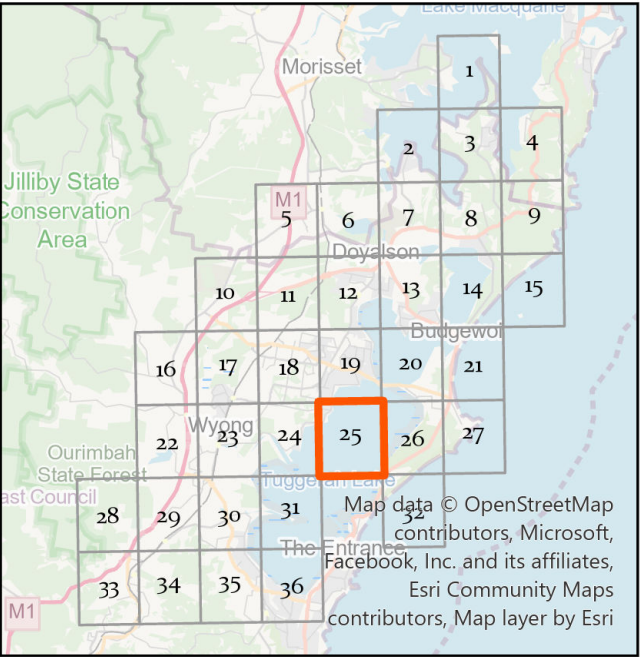 Lake Macquarie
1
Morisset
2 3 4
Jilliby State
Conservation
Area
M1
5 6 7 8 9
Doyalson
10 11 12 13 14 15
Budgewoi
16 17 18 19 20 21
Wyong
22 23 24 25 26 27
Ourimbah
State Forest
ast Council
Tuggerah Lake
28 29 30 31 32
Map data © OpenStreetMap
contributors, Microsoft,
The Entrance
Facebook, Inc. and its affiliates,
Esri Community Maps
contributors, Map layer by Esri
33 34 35 36
M1